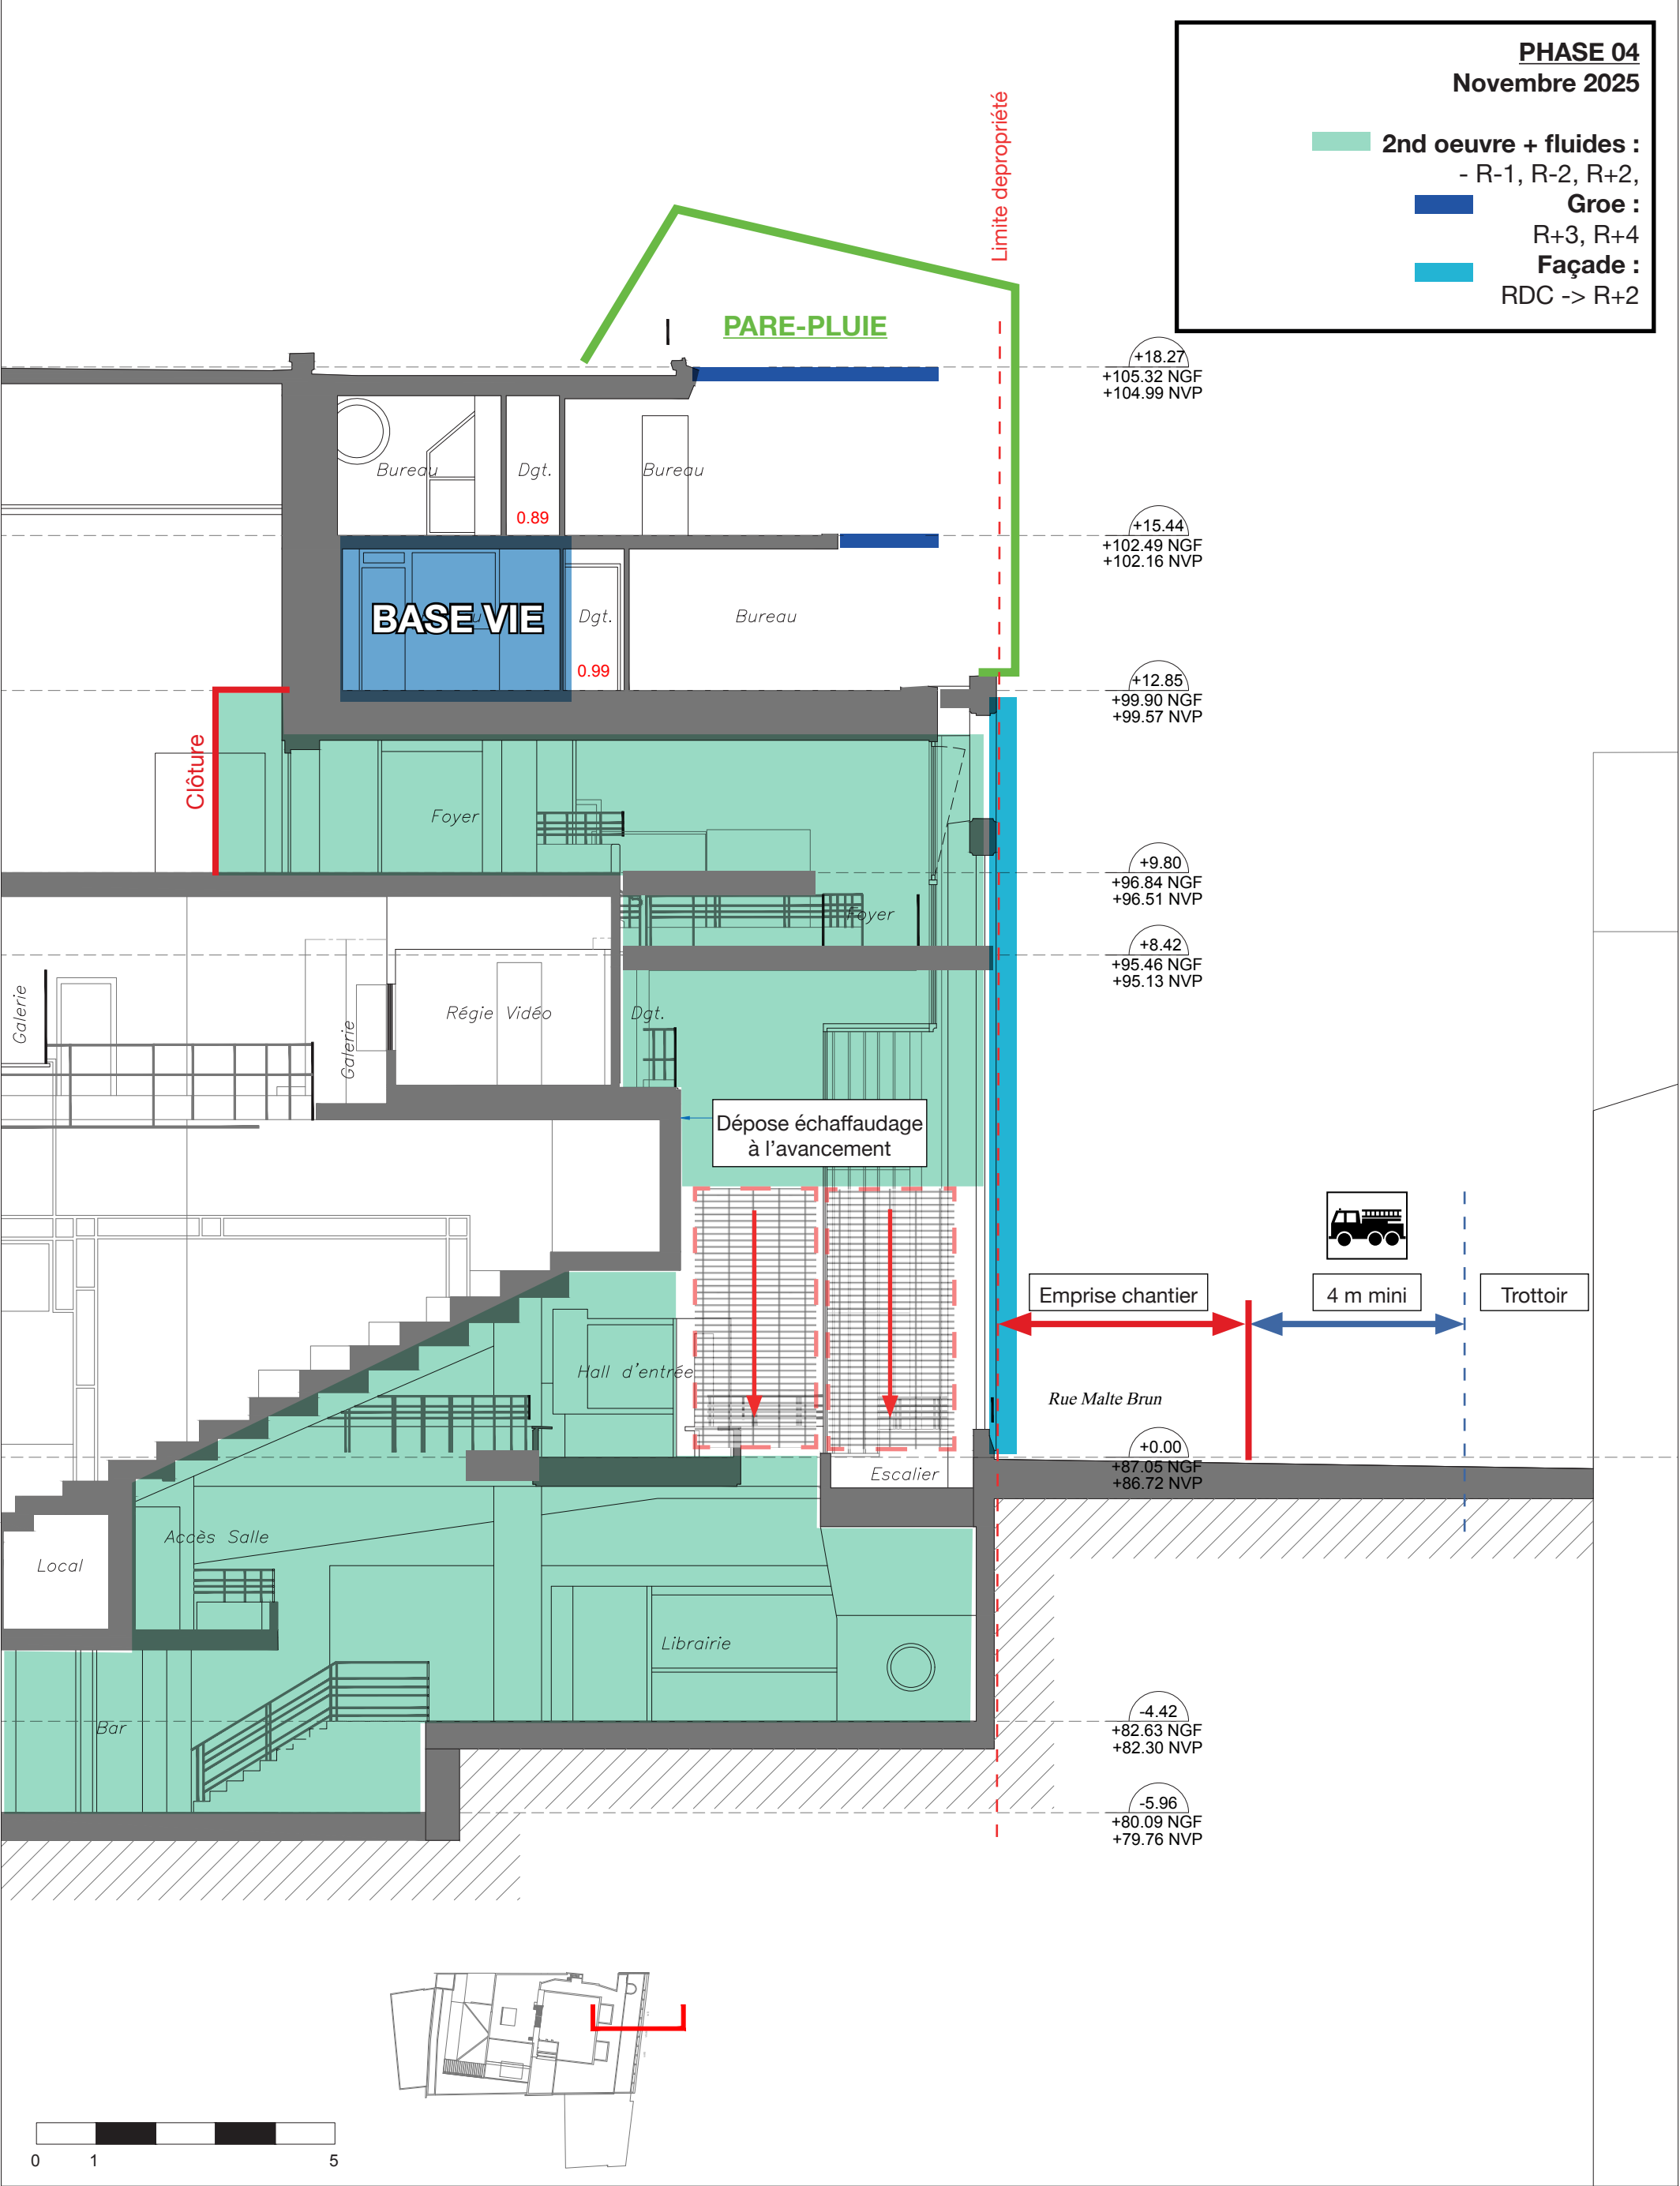 PHASE 04
Novembre 2025
2nd oeuvre + fluides :
- R-1, R-2, R+2,
Groe :
R+3, R+4
Façade :
RDC -> R+2
Limite depropriété
PARE-PLUIE
+18.27
+105.32 NGF
+104.99 NVP
Bureau
Dgt.
Bureau
0.89
+15.44
+102.49 NGF
+102.16 NVP
BASE VIE
Dgt.
Bureau
0.99
+12.85
+99.90 NGF
+99.57 NVP
Clôture
Foyer
+9.80
+96.84 NGF
+96.51 NVP
Foyer
+8.42
+95.46 NGF
+95.13 NVP
Galerie
Galerie
Régie Vidéo
Dgt.
Dépose échaffaudage
à l'avancement
Emprise chantier
4 m mini
Trottoir
Hall d'entrée
Rue Malte Brun
+0.00
+87.05 NGF
+86.72 NVP
Escalier
Accès Salle
Local
Librairie
Bar
-4.42
+82.63 NGF
+82.30 NVP
-5.96
+80.09 NGF
+79.76 NVP
0 1 5